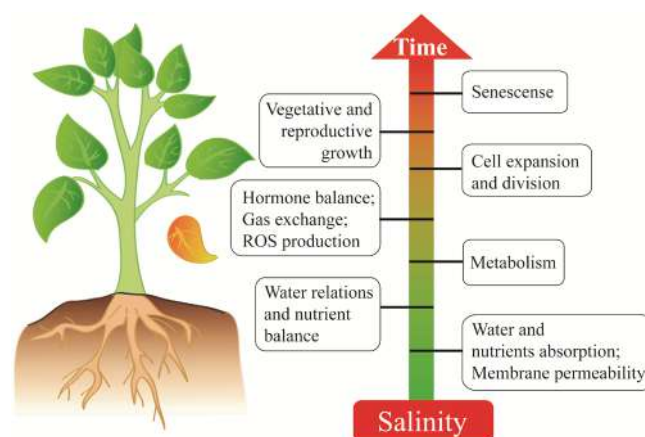 Time
Senescense
Vegetative and
reproductive
growth
Cell expansion
and division
Hormone balance;
Gas exchange;
ROS production
Metabolism
Water relations
and nutrient
balance
Water and
nutrients absorption;
Membrane permeability
Salinity